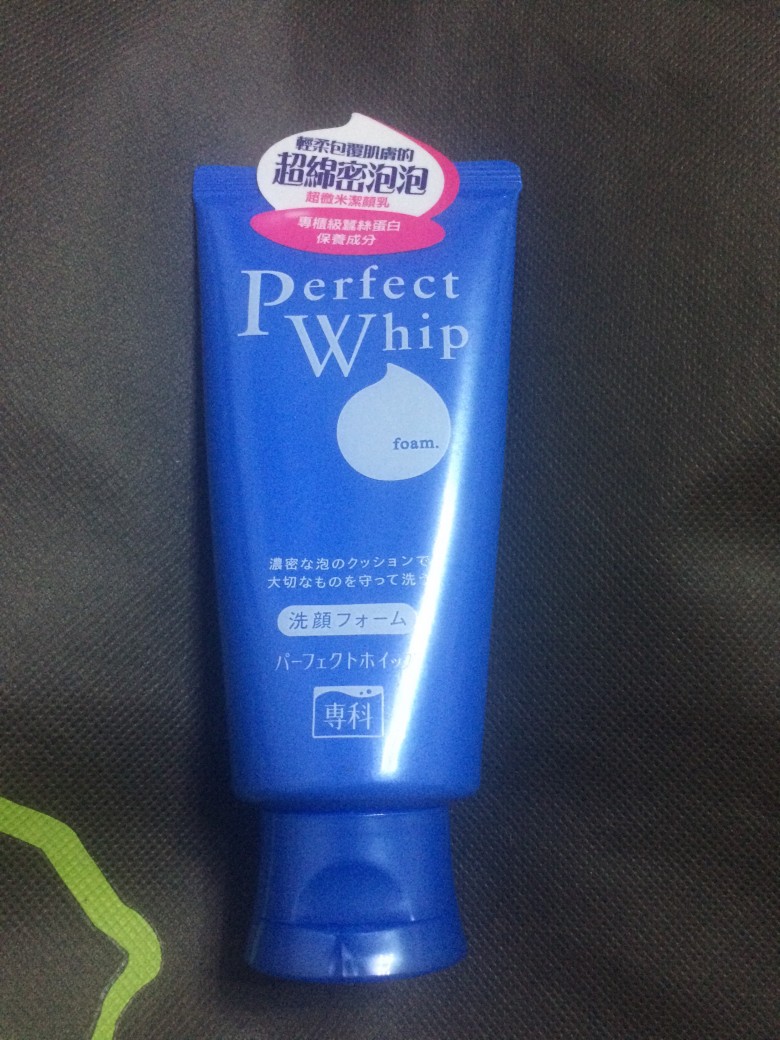 輕柔包覆肌膚的
超綿密泡泡
超微米潔顏乳
專櫃級蠶絲蛋白
保養成分
Perfect
Whip
foam.
濃密な泡のクッションで
大切なものを守って洗う
洗顔フォーム
パーフェクトホイップ
専科